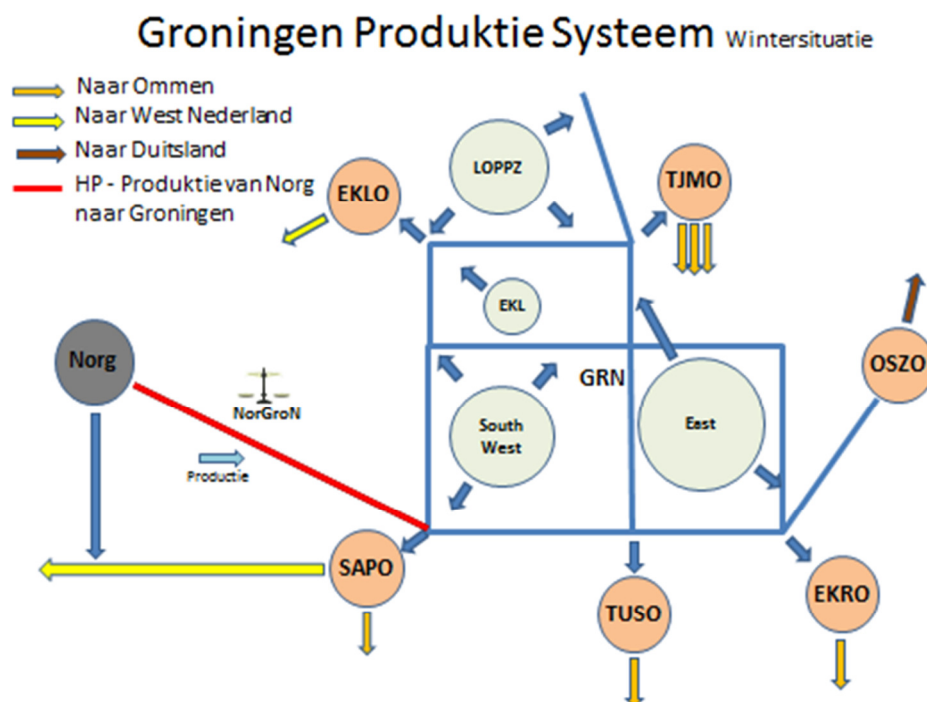 Groningen Produktie Systeem Wintersituatie
Naar Ommen
Naar West Nederland
Naar Duitsland
HP - Produktie van Norg
naar Groningen
LOPPZ
EKLO
TJMO
EKL
Norg
NorGroN
Productie
GRN
OSZO
South
West
East
SAPO
TUSO
EKRO